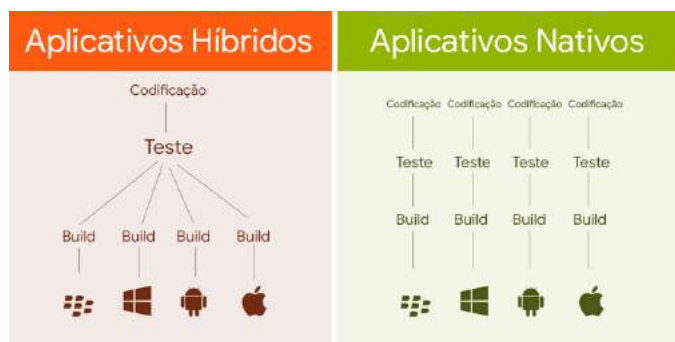 Aplicativos Híbridos
Codificação
Teste
Build Build Build Build
Aplicativos Nativos
Codificação Codificação Codificação Codificação
Teste Teste Teste Teste
Build Build Build Build